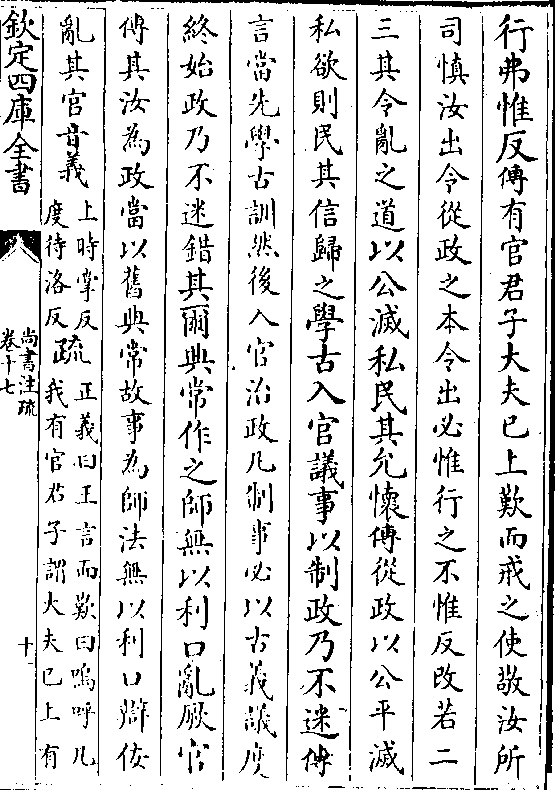 行弗惟反傳有官君子大夫已上歎而戒之使敬汝所
司慎汝出令從政之本令出必惟行之不惟反改若二
三其令亂之道以公滅私民其允懷傳從政以公平滅
私欲則民其信歸之學古入官議事以制政乃不迷傳
言當先學古訓然後入官治政凡制事必以古義議度
終始政乃不迷錯其爾典常作之師無以利口亂厥官
傳其汝為政當以舊典常故事為師法無以利口辯佞
亂其官音義上時掌反
度待洛反疏正義曰王言而歎曰嗚呼凡
我有官君子謂大夫已上有
欽定四庫全書
尚書注疏
卷十七
十